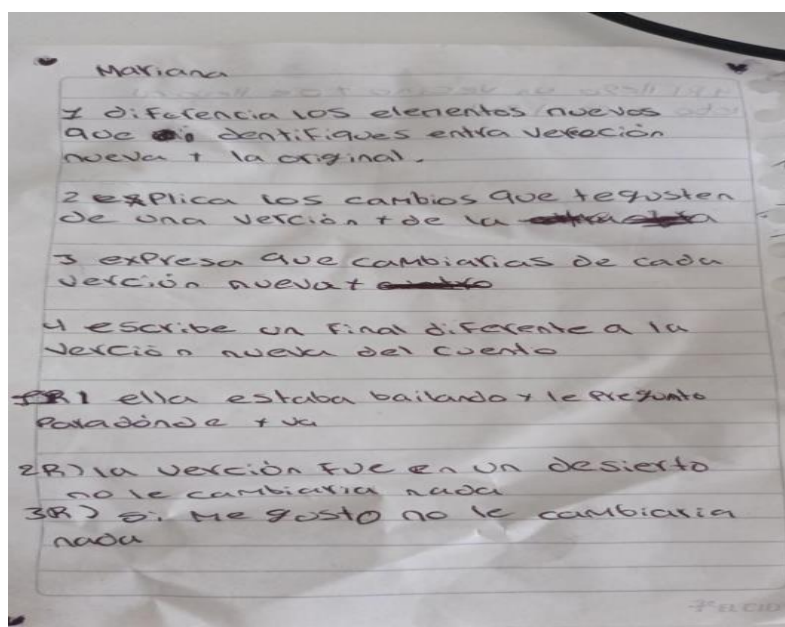 Mariana
1 diferencia los elementos nuevos
que identifiques entra verción
nueva y la original.
2 explica los cambios que te gusten
de una verción y de la
3 expresa que cambiarias de cada
verción nueva y
4 escribe un final diferente a la
verción nueva del cuento
R1 ella estaba bailando y le pregunto
para dónde y va
2R) la verción fue en un desierto
no le cambiaria nada
3R) si me gosto no le cambiaria
nada